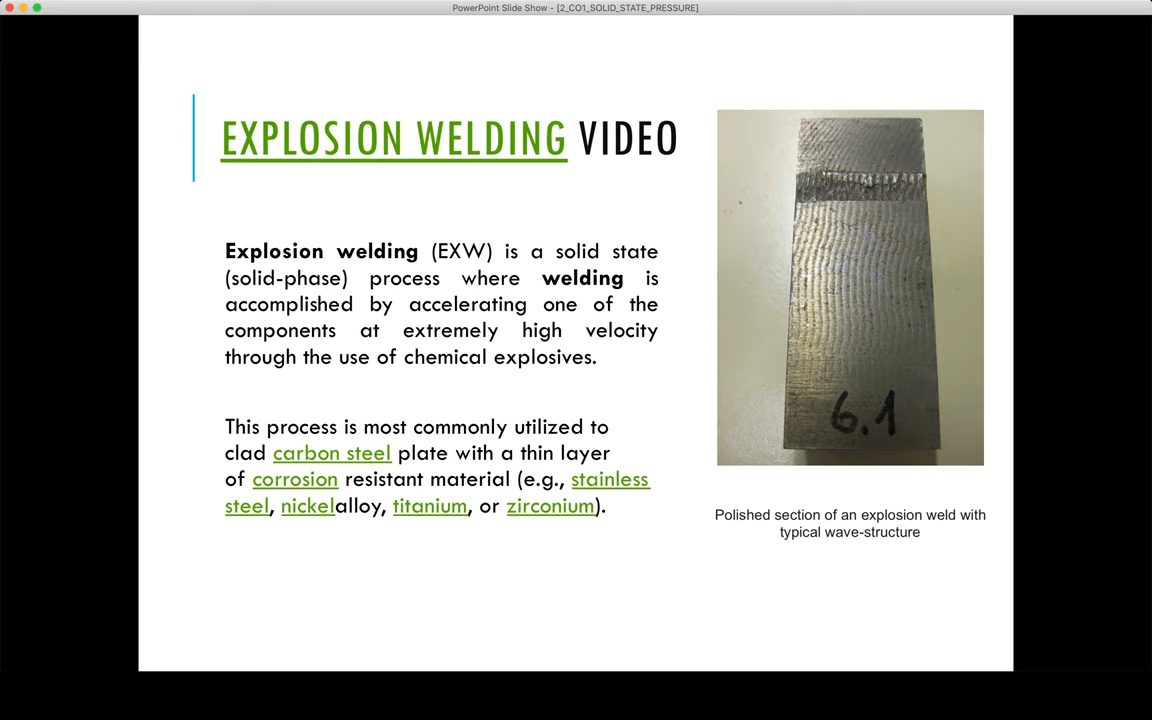 PowerPoint Slide Show - [2_CO1_SOLID_STATE_PRESSURE]
EXPLOSION WELDING VIDEO
Explosion welding (EXW) is a solid state
(solid-phase) process where welding is
accomplished by accelerating one of the
components at extremely high velocity
through the use of chemical explosives.
This process is most commonly utilized to
clad carbon steel plate with a thin layer
of corrosion resistant material (e.g., stainless
steel, nickelalloy, titanium, or zirconium).
6.1
Polished section of an explosion weld with
typical wave-structure